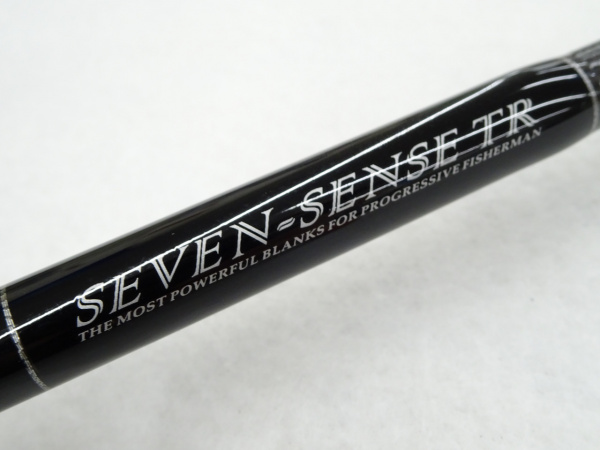 SEVEN-SENSE TR
THE MOST POWERFUL BLANKS FOR PROGRESSIVE FISHERMAN